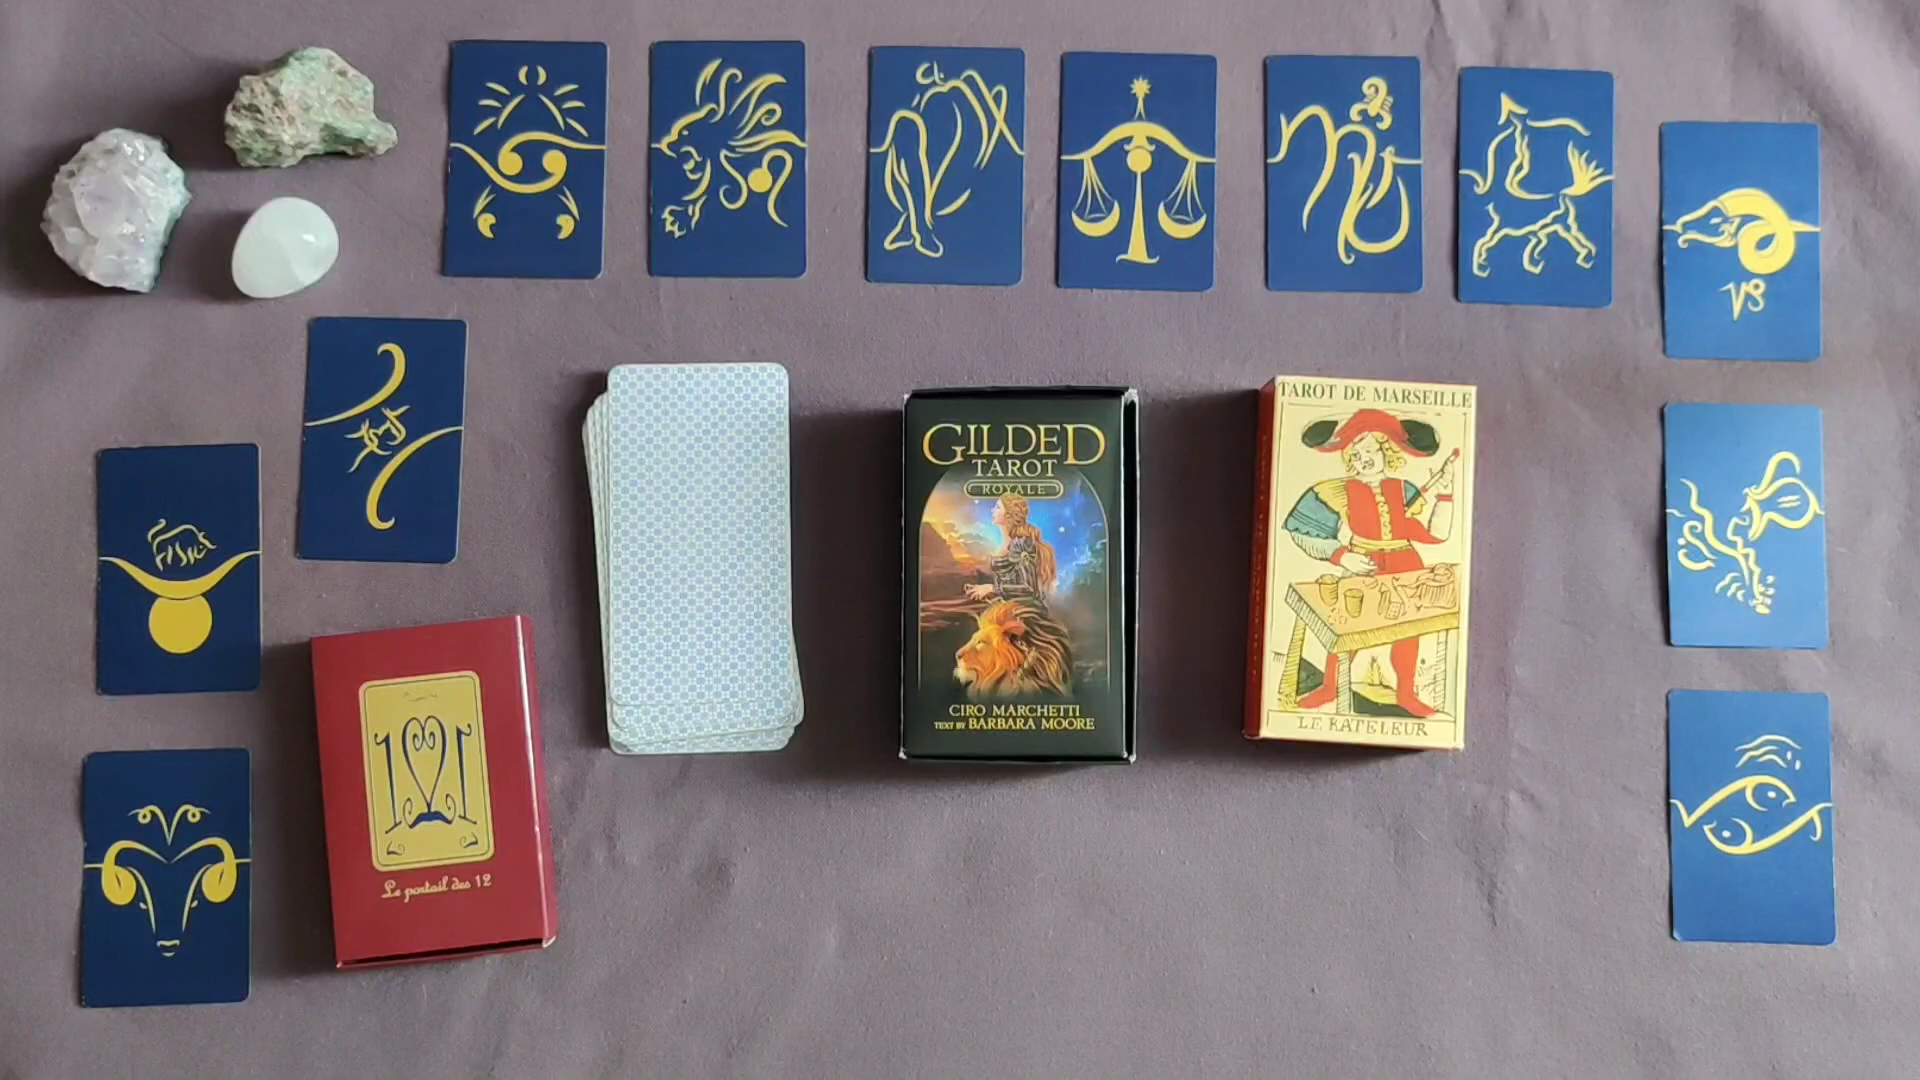 GILDED
TAROT
ROYALE
CIRO MARCHETTI
TEXT BY BARBARA MOORE
TAROT DE MARSEILLE
LE BATELEUR
Le portail des 12